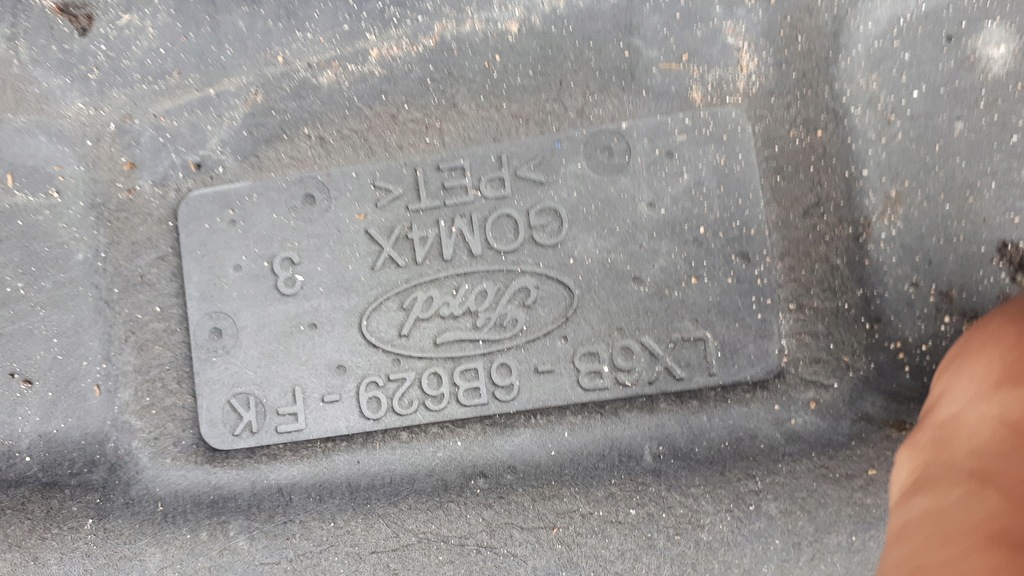 LX6B - 6B629 - FK
Ford
GOM4X
3
>PET<